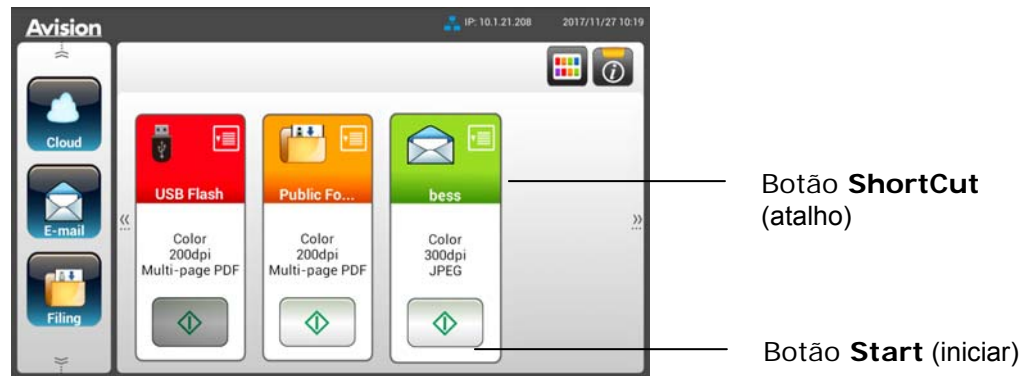 Avision
IP: 10.1.21.208 2017/11/27 10:19
Cloud
E-mail
Filing
USB Flash
Color
200dpi
Multi-page PDF
Public Fo...
Color
200dpi
Multi-page PDF
bess
Color
300dpi
JPEG
Botão ShortCut
(atalho)
Botão Start (iniciar)